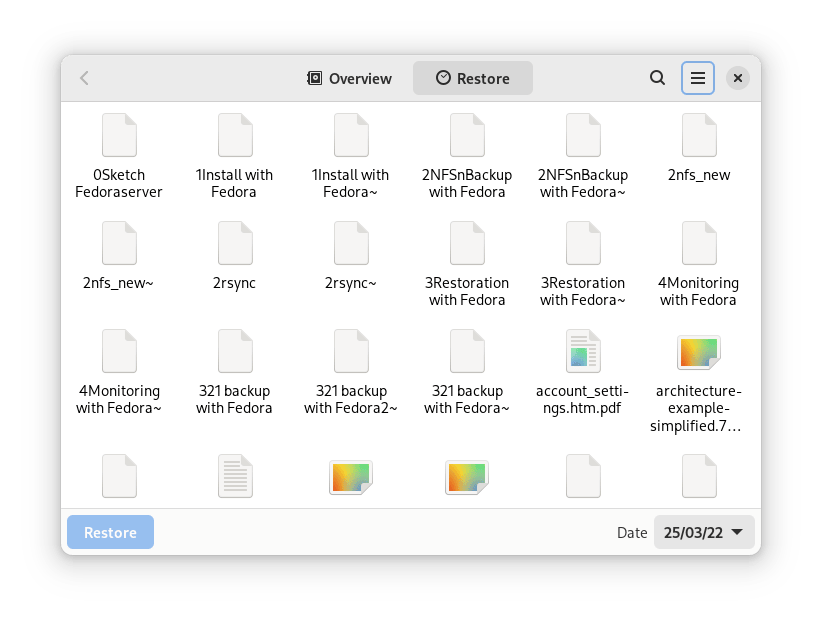 Overview
Restore
0Sketch
Fedoraserver
1Install with
Fedora
1Install with
Fedora~
2NFSnBackup
with Fedora
2NFSnBackup
with Fedora~
2nfs_new
2nfs_new~
2rsync
2rsync~
3Restoration
with Fedora
3Restoration
with Fedora~
4Monitoring
with Fedora
4Monitoring
with Fedora~
321 backup
with Fedora
321 backup
with Fedora2~
321 backup
with Fedora~
account_setti-
ngs.htm.pdf
architecture-
example-
simplified.7...
Restore
Date 25/03/22